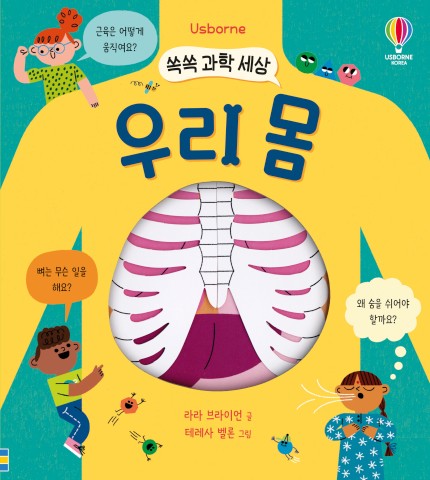 근육은 어떻게
움직여요?
Usborne
쏙쏙 과학 세상
USBORNE
KOREA
우리 몸
뼈는 무슨 일을
해요?
왜 숨을 쉬어야
할까요?
라라 브라이언 글
테레사 벨론 그림